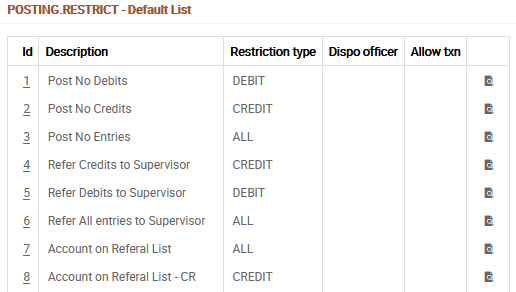 POSTING.RESTRICT - Default List
Id Description Restriction type Dispo officer Allow txn
1 Post No Debits DEBIT
2 Post No Credits CREDIT
3 Post No Entries ALL
4 Refer Credits to Supervisor CREDIT
5 Refer Debits to Supervisor DEBIT
6 Refer All entries to Supervisor ALL
7 Account on Referal List ALL
8 Account on Referal List - CR CREDIT